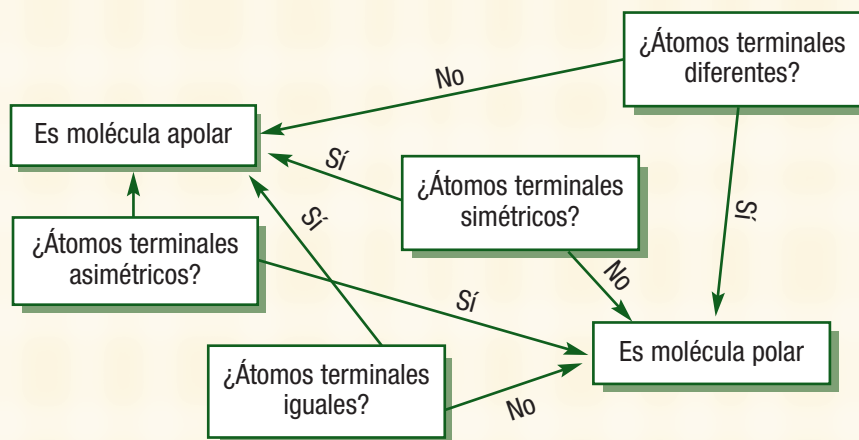 ¿Átomos terminales
diferentes?
No
Es molécula apolar
Sí
¿Átomos terminales
simétricos?
Sí
Sí
¿Átomos terminales
asimétricos?
No
Sí
Es molécula polar
¿Átomos terminales
iguales?
No